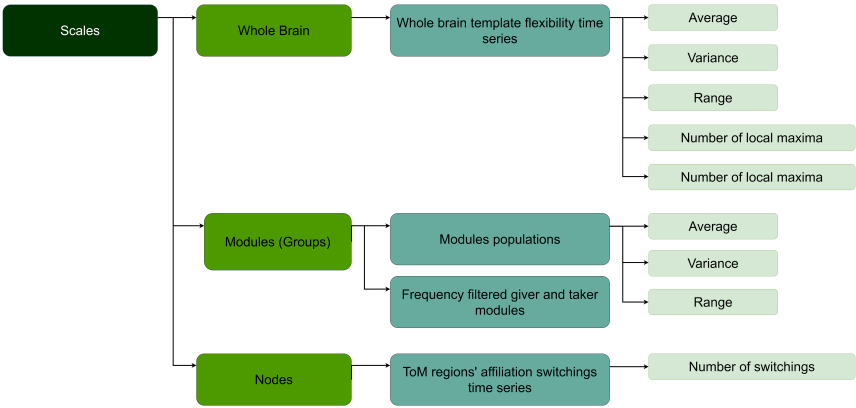 Scales
Whole Brain
Whole brain template flexibility time
series
Average
Variance
Range
Number of local maxima
Number of local maxima
Modules (Groups)
Modules populations
Average
Variance
Range
Frequency filtered giver and taker
modules
Nodes
ToM regions' affiliation switchings
time series
Number of switchings